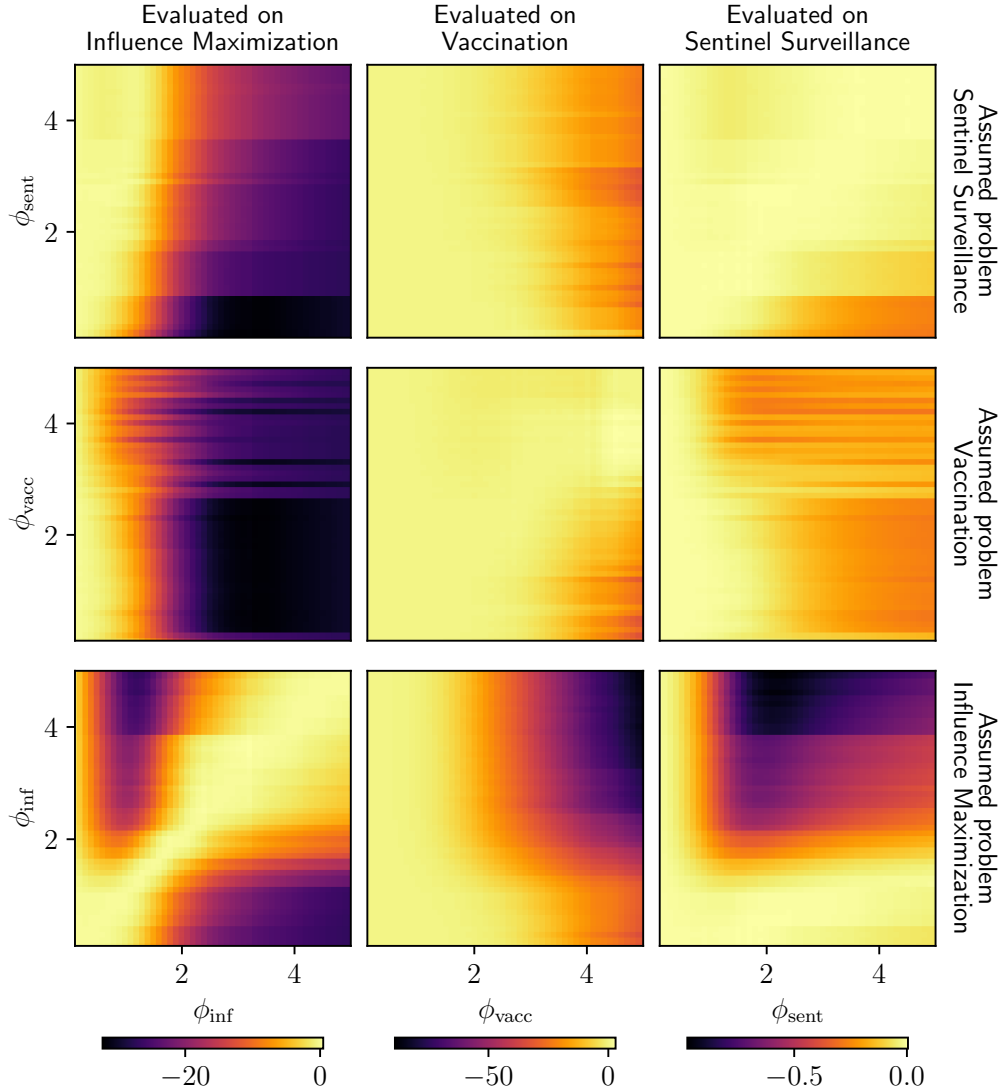 Evaluated on
Influence Maximization
Evaluated on
Vaccination
Evaluated on
Sentinel Surveillance
4
2
ϕsent
Assumed problem
Sentinel Surveillance
4
2
ϕvacc
Assumed problem
Vaccination
4
2
ϕinf
Assumed problem
Influence Maximization
2 4
2 4
ϕinf
ϕvacc
ϕsent
−20 0
−50 0
−0.5 0.0